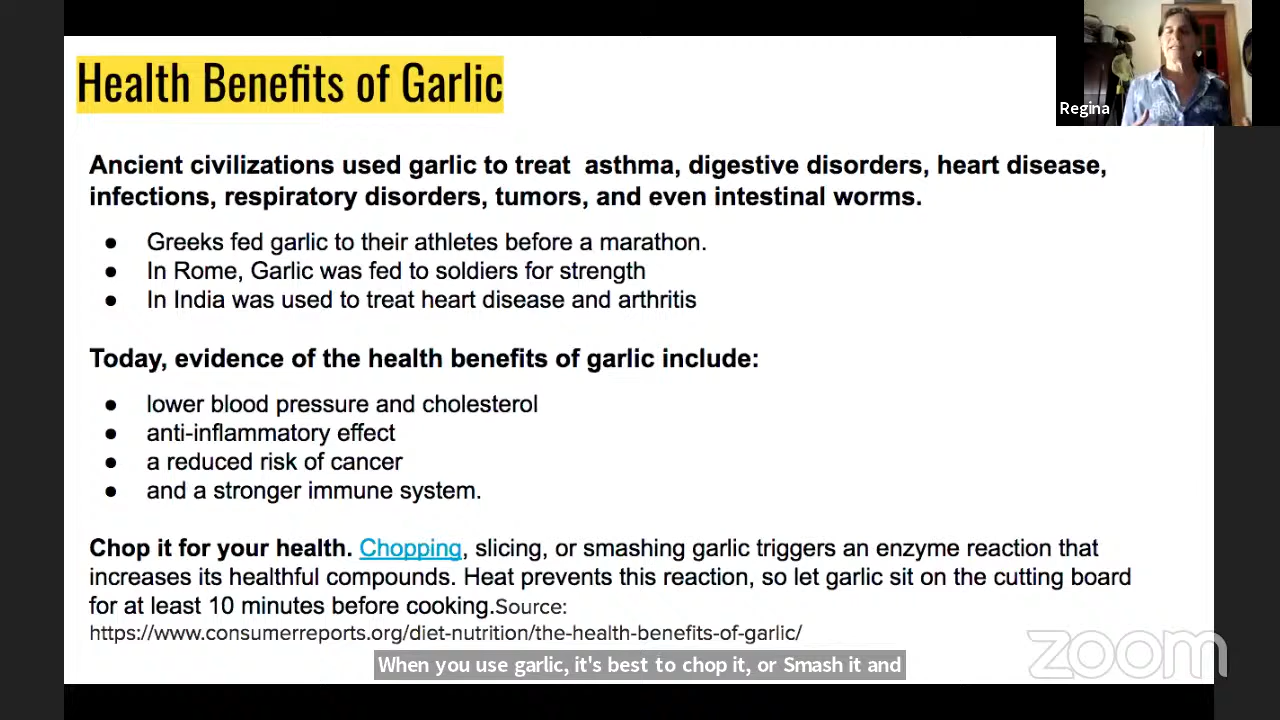 Health Benefits of Garlic
Regina
Ancient civilizations used garlic to treat  asthma, digestive disorders, heart disease,
infections, respiratory disorders, tumors, and even intestinal worms.
● Greeks fed garlic to their athletes before a marathon.
● In Rome, Garlic was fed to soldiers for strength
● In India was used to treat heart disease and arthritis
Today, evidence of the health benefits of garlic include:
● lower blood pressure and cholesterol
● anti-inflammatory effect
● a reduced risk of cancer
● and a stronger immune system.
Chop it for your health. Chopping, slicing, or smashing garlic triggers an enzyme reaction that
increases its healthful compounds. Heat prevents this reaction, so let garlic sit on the cutting board
for at least 10 minutes before cooking.Source:
https://www.consumerreports.org/diet-nutrition/the-health-benefits-of-garlic/
When you use garlic, it's best to chop it, or Smash it and
zoom